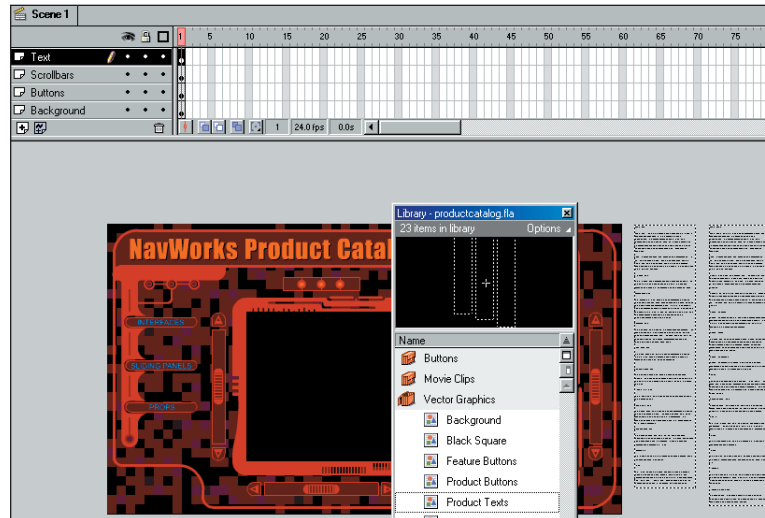 Scene 1
1 5 10 15 20 25 30 35 40 45 50 55 60 65 70 75
Text
Scrollbars
Buttons
Background
1 24.0 fps 0.0s
Library - productcatalog.fla
23 items in library Options
NavWorks Product Catal
INTERFACES
SLIDING PANELS
PROPS
Name
Buttons
Movie Clips
Vector Graphics
Background
Black Square
Feature Buttons
Product Buttons
Product Texts